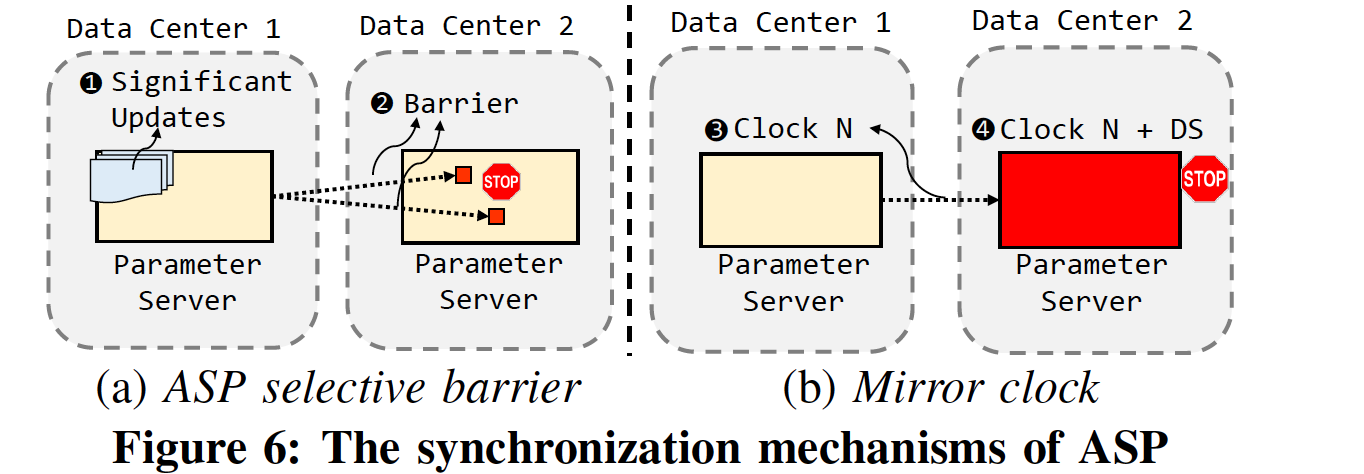 Data Center 1
Data Center 2
❶ Significant
Updates
❷ Barrier
STOP
Parameter
Server
Parameter
Server
(a) ASP selective barrier
Data Center 1
Data Center 2
❸ Clock N
❹ Clock N + DS
STOP
Parameter
Server
Parameter
Server
(b) Mirror clock
Figure 6: The synchronization mechanisms of ASP